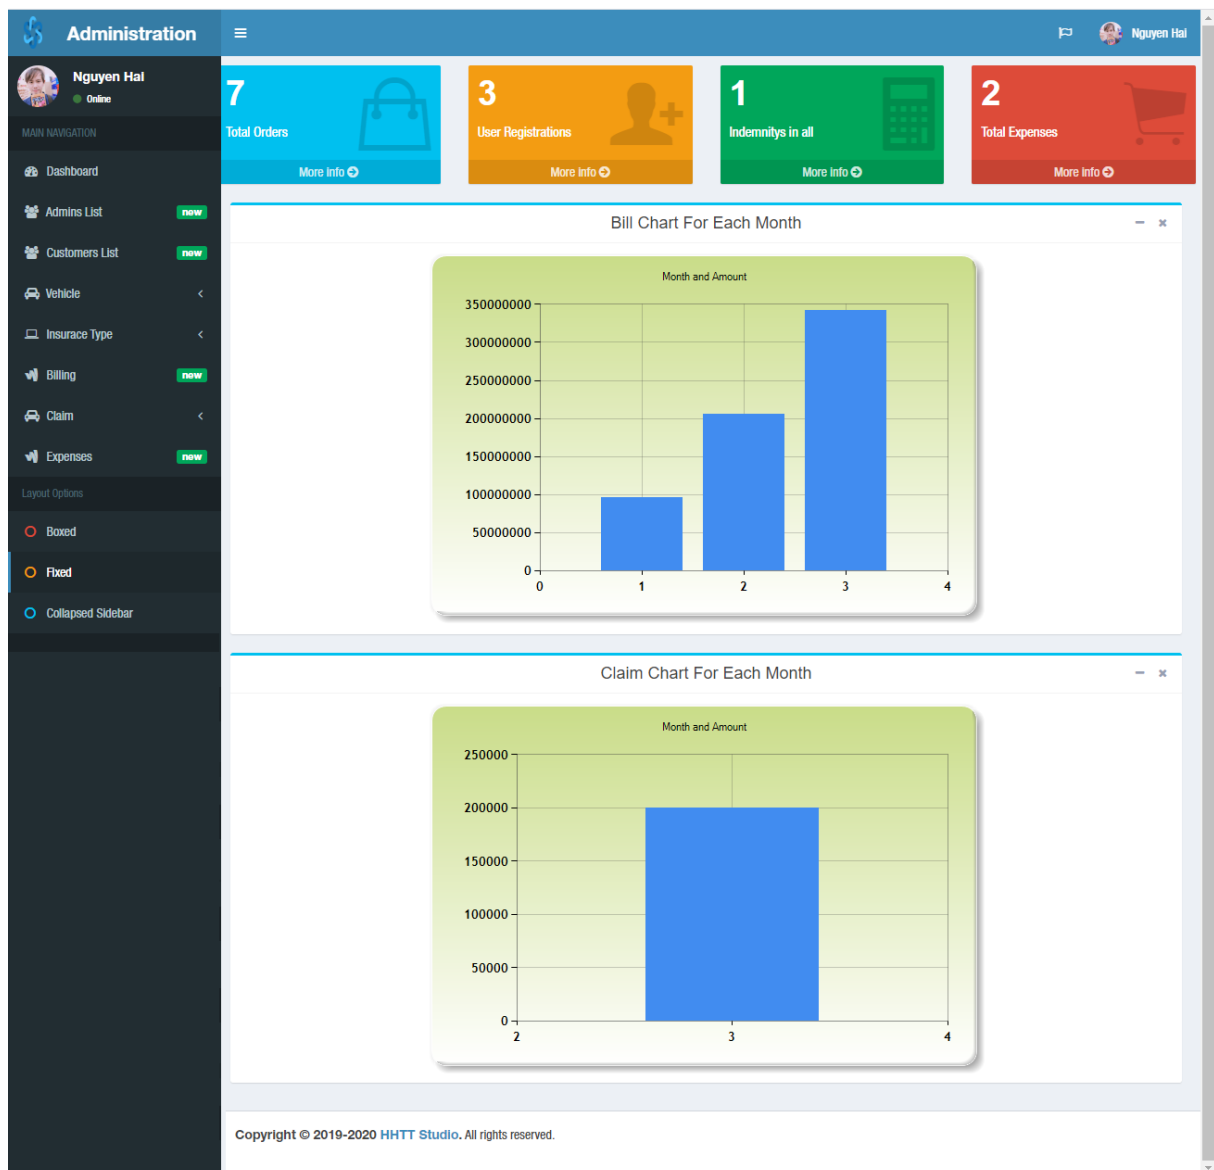 Administration
Nguyen Hai
Nguyen Hai
Online
MAIN NAVIGATION
Dashboard
Admins List new
Customers List new
Vehicle
Insurace Type
Billing new
Claim
Expenses new
Layout Options
Boxed
Fixed
Collapsed Sidebar
7
Total Orders
More info
3
User Registrations
More info
1
Indemnitys in all
More info
2
Total Expenses
More info
Bill Chart For Each Month
Month and Amount
350000000
300000000
250000000
200000000
150000000
100000000
50000000
0
0 1 2 3 4
Claim Chart For Each Month
Month and Amount
250000
200000
150000
100000
50000
0
2 3 4
Copyright © 2019-2020 HHTT Studio. All rights reserved.